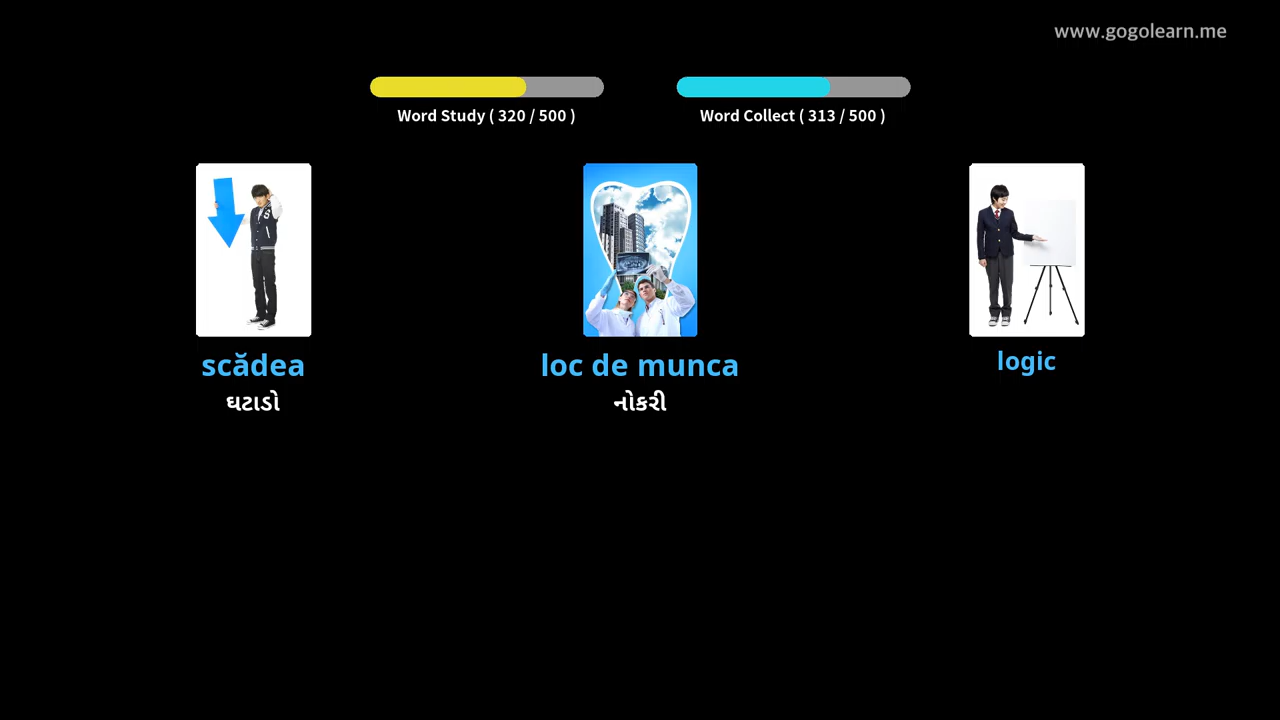 www.gogolearn.me
Word Study ( 320 / 500 )
Word Collect ( 313 / 500 )
scădea
loc de munca
logic
ઘટાડો
નોકરી